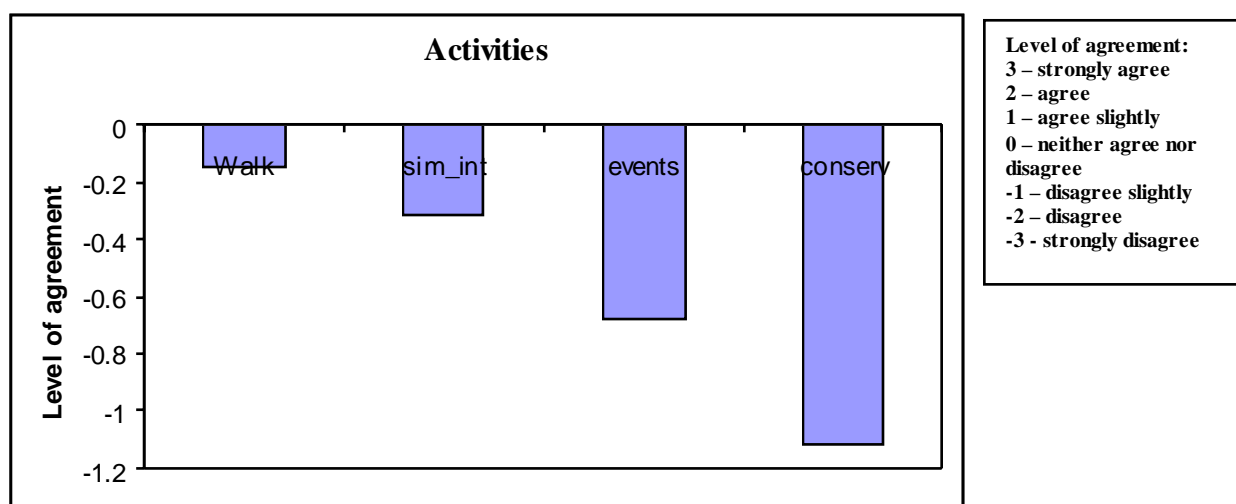 Activities
0
-0.2
-0.4
-0.6
-0.8
-1
-1.2
Level of agreement
Walk
sim_int
events
conserv
Level of agreement:
3 – strongly agree
2 – agree
1 – agree slightly
0 – neither agree nor
disagree
-1 – disagree slightly
-2 – disagree
-3 - strongly disagree